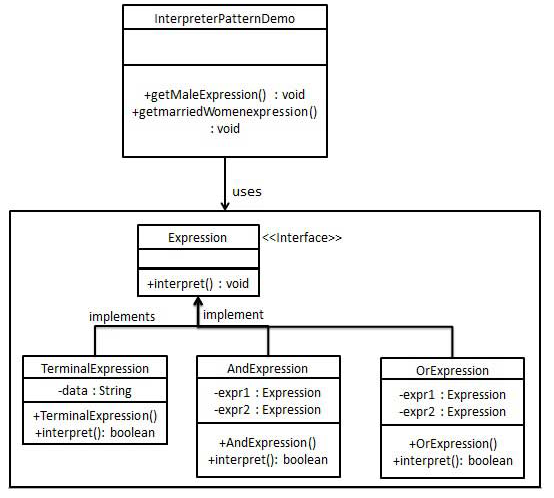 InterpreterPatternDemo
+getMaleExpression() : void
+getmarriedWomenexpression()
: void
uses
Expression
<<Interface>>
+interpret() : void
implements
implement
TerminalExpression
-data : String
+TerminalExpression()
+interpret(): boolean
AndExpression
-expr1 : Expression
-expr2 : Expression
+AndExpression()
+interpret(): boolean
OrExpression
-expr1 : Expression
-expr2 : Expression
+OrExpression()
+interpret(): boolean